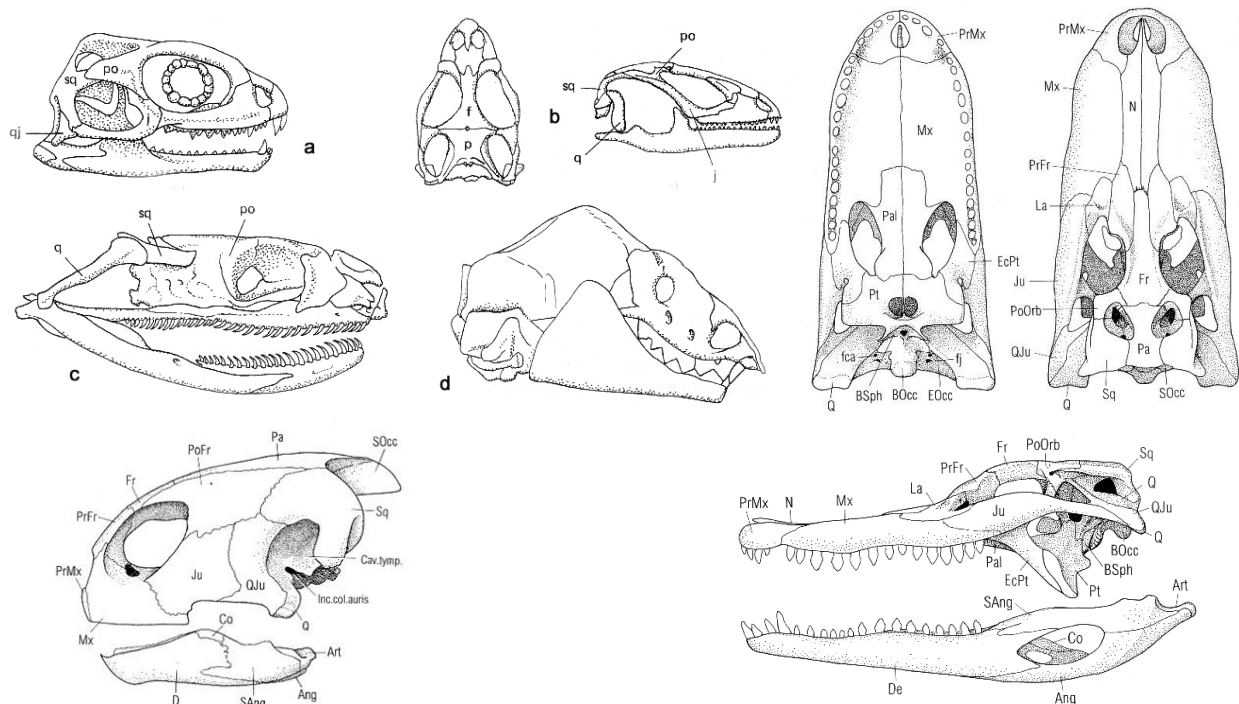 sq
po
qj
a
f
p
b
po
sq
q
j
sq
po
q
c
d
PrMx
Mx
Pal
EcPt
Pt
fca
fj
Q
BSph
BOcc
EOcc
PrMx
Mx
N
PrFr
La
Ju
Fr
PoOrb
Pa
QJu
Q
Sq
SOcc
Pa
SOcc
PoFr
Fr
PrFr
Sq
PrMx
Ju
QJu
Cav.tymp.
Inc.col.auris
Q
Mx
Co
Art
D
SAng
Ang
Fr
PoOrb
Sq
PrFr
La
Q
PrMx
N
Mx
Ju
QJu
Q
BOcc
Pal
BSph
EcPt
Pt
Art
SAng
Co
De
Ang